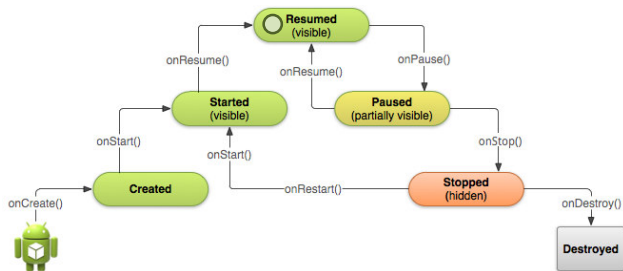 Resumed
(visible)
onResume()
onResume()
onPause()
Started
(visible)
Paused
(partially visible)
onStart()
onStart()
onStop()
Created
onRestart()
Stopped
(hidden)
onCreate()
onDestroy()
Destroyed